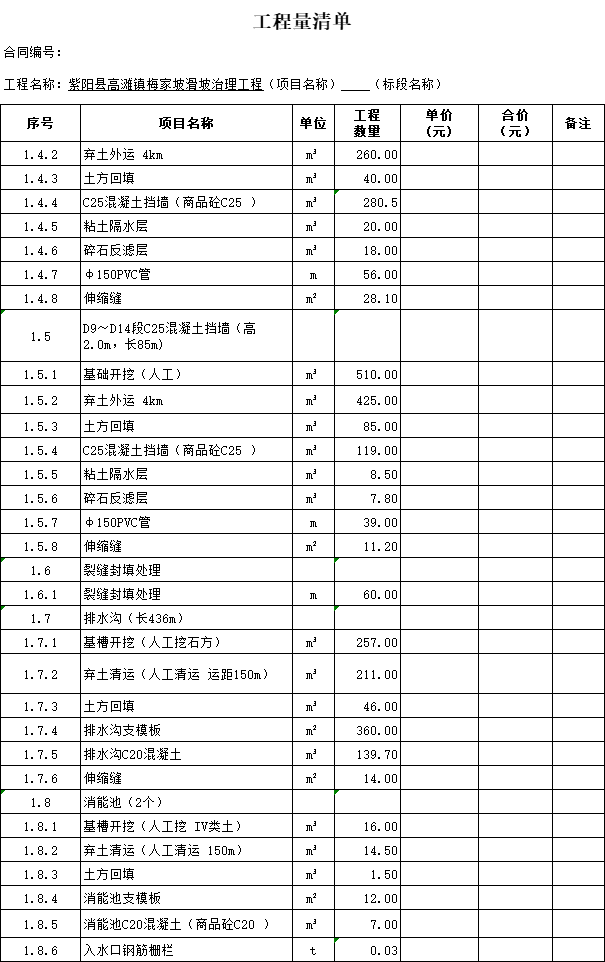 工程量清单
合同编号:
工程名称: 紫阳县高滩镇梅家坡滑坡治理工程(项目名称)____(标段名称)
序号 项目名称 单位 工程数量 单价(元) 合价(元) 备注
1.4.2 弃土外运 4km m³ 260.00
1.4.3 土方回填 m³ 40.00
1.4.4 C25混凝土挡墙(商品砼C25 ) m³ 280.5
1.4.5 粘土隔水层 m³ 20.00
1.4.6 碎石反滤层 m³ 18.00
1.4.7 φ150PVC管 m 56.00
1.4.8 伸缩缝 m² 28.10
1.5 D9～D14段C25混凝土挡墙(高
2.0m,长85m)
1.5.1 基础开挖(人工) m³ 510.00
1.5.2 弃土外运 4km m³ 425.00
1.5.3 土方回填 m³ 85.00
1.5.4 C25混凝土挡墙(商品砼C25 ) m³ 119.00
1.5.5 粘土隔水层 m³ 8.50
1.5.6 碎石反滤层 m³ 7.80
1.5.7 φ150PVC管 m 39.00
1.5.8 伸缩缝 m² 11.20
1.6 裂缝封填处理
1.6.1 裂缝封填处理 m 60.00
1.7 排水沟(长436m)
1.7.1 基槽开挖(人工挖石方) m³ 257.00
1.7.2 弃土清运(人工清运 运距150m) m³ 211.00
1.7.3 土方回填 m³ 46.00
1.7.4 排水沟支模板 m² 360.00
1.7.5 排水沟C20混凝土 m³ 139.70
1.7.6 伸缩缝 m² 14.00
1.8 消能池(2个)
1.8.1 基槽开挖(人工挖 IV类土) m³ 16.00
1.8.2 弃土清运(人工清运 150m) m³ 14.50
1.8.3 土方回填 m³ 1.50
1.8.4 消能池支模板 m² 12.00
1.8.5 消能池C20混凝土(商品砼C20 ) m³ 7.00
1.8.6 入水口钢筋栅栏 t 0.03